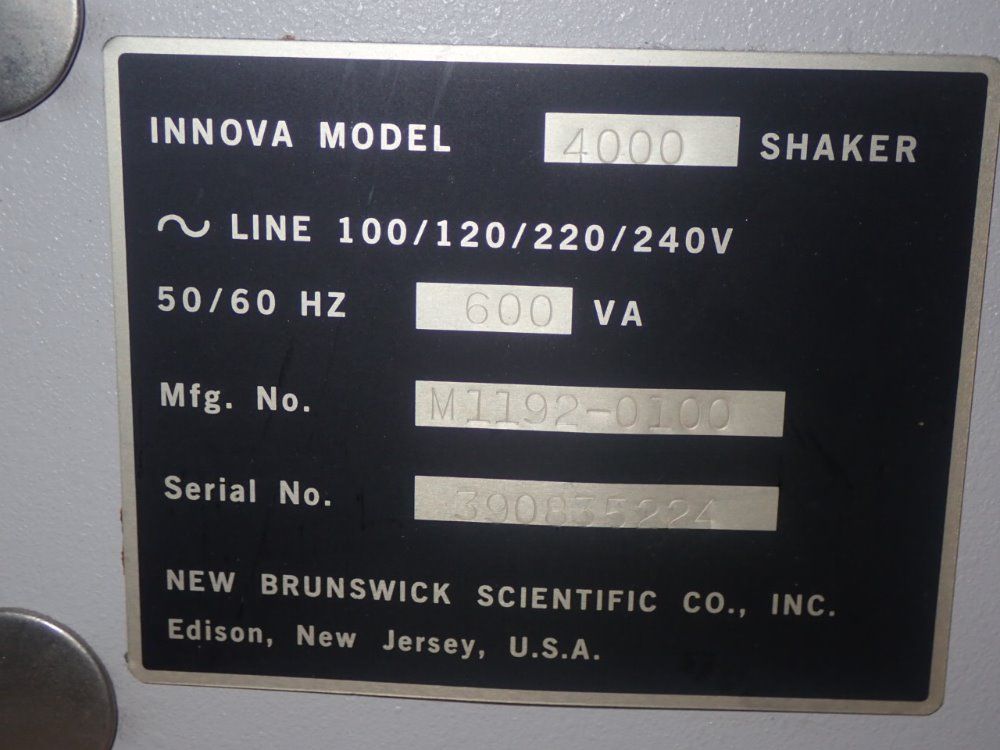 INNOVA MODEL 4000 SHAKER
~ LINE 100/120/220/240V
50/60 HZ 600 VA
Mfg. No. M1192-0100
Serial No. 390835224
NEW BRUNSWICK SCIENTIFIC CO., INC.
Edison, New Jersey, U.S.A.